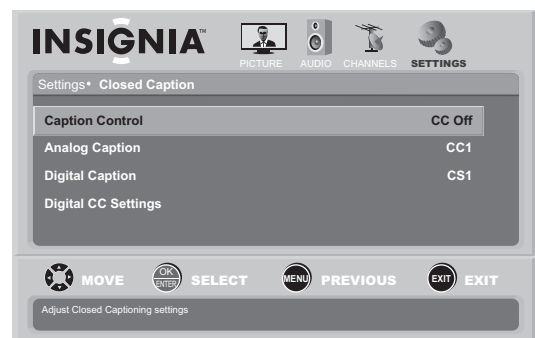 INSIGNIA™
PICTURE AUDIO CHANNELS SETTINGS
Settings• Closed Caption
Caption Control CC Off
Analog Caption CC1
Digital Caption CS1
Digital CC Settings
MOVE OK ENTER SELECT MENU PREVIOUS EXIT EXIT
Adjust Closed Captioning settings